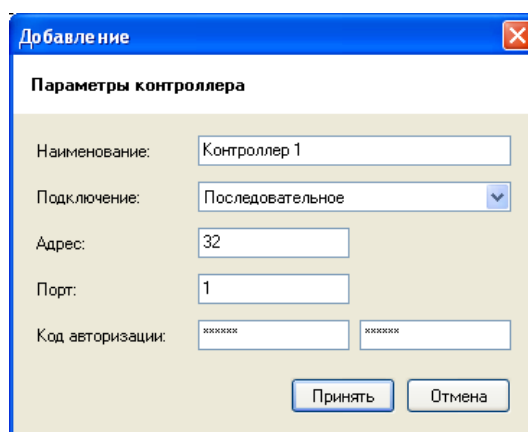 Добавление
Параметры контроллера
Наименование: Контроллер 1
Подключение: Последовательное
Адрес: 32
Порт: 1
Код авторизации: ****** ******
Принять Отмена